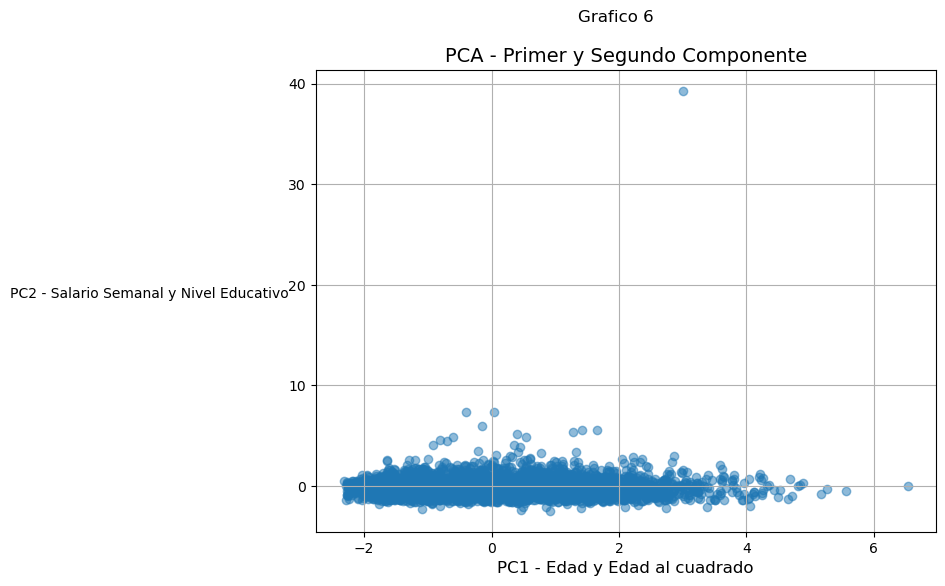 Grafico 6
PCA - Primer y Segundo Componente
40
30
20
PC2 - Salario Semanal y Nivel Educativo
10
0
−2
0
2
4
6
PC1 - Edad y Edad al cuadrado